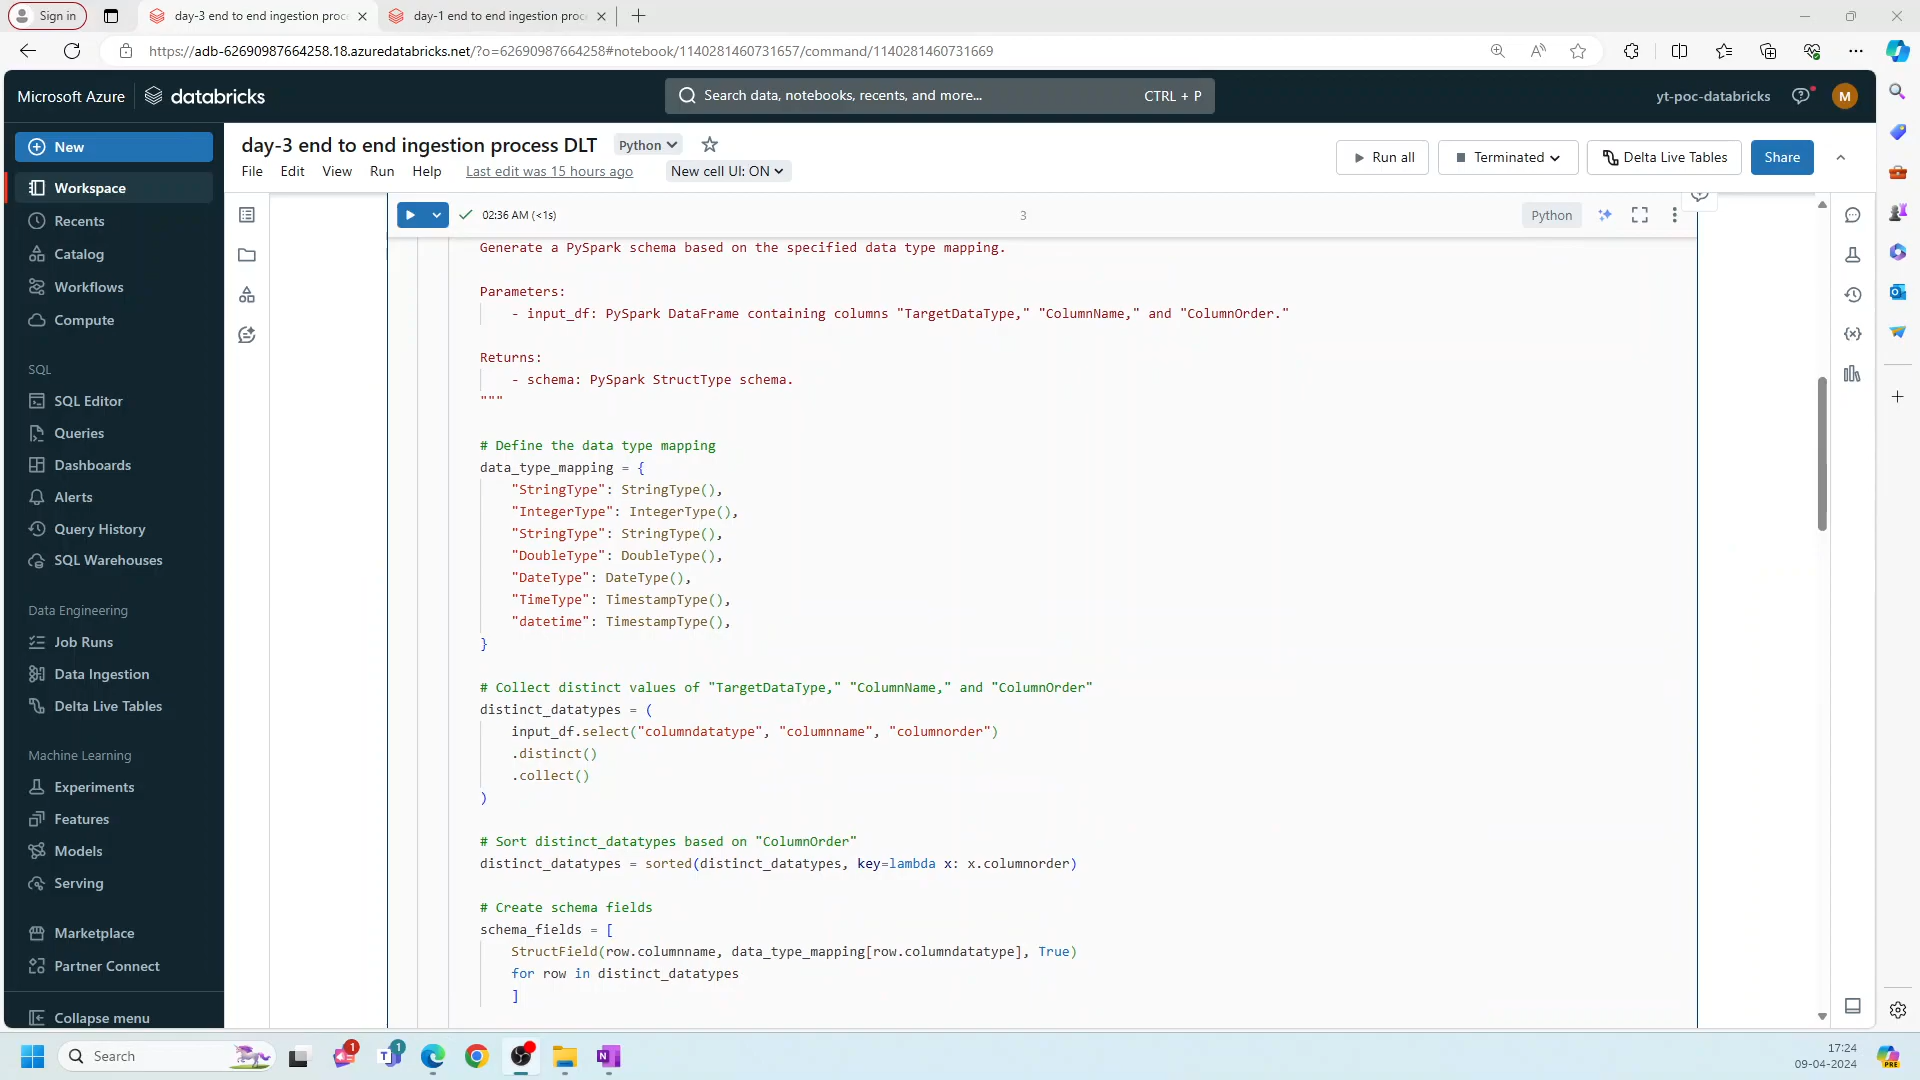 Sign in
day-3 end to end ingestion proce
day-1 end to end ingestion proc
https://adb-62690987664258.18.azuredatabricks.net/?o=62690987664258#notebook/1140281460731657/command/1140281460731669
Microsoft Azure
databricks
Search data, notebooks, recents, and more...
CTRL + P
yt-poc-databricks
M
New
Workspace
Recents
Catalog
Workflows
Compute
SQL
SQL Editor
Queries
Dashboards
Alerts
Query History
SQL Warehouses
Data Engineering
Job Runs
Data Ingestion
Delta Live Tables
Machine Learning
Experiments
Features
Models
Serving
Marketplace
Partner Connect
Collapse menu
day-3 end to end ingestion process DLT
Python
File Edit View Run Help
Last edit was 15 hours ago
New cell UI: ON
Run all
Terminated
Delta Live Tables
Share
02:36 AM (<1s)
3
Python
Generate a PySpark schema based on the specified data type mapping.
Parameters:
- input_df: PySpark DataFrame containing columns "TargetDataType," "ColumnName," and "ColumnOrder."
Returns:
- schema: PySpark StructType schema.
"""
# Define the data type mapping
data_type_mapping = {
"StringType": StringType(),
"IntegerType": IntegerType(),
"StringType": StringType(),
"DoubleType": DoubleType(),
"DateType": DateType(),
"TimeType": TimestampType(),
"datetime": TimestampType(),
}
# Collect distinct values of "TargetDataType," "ColumnName," and "ColumnOrder"
distinct_datatypes = (
input_df.select("columndatatype", "columnname", "columnorder")
.distinct()
.collect()
)
# Sort distinct_datatypes based on "ColumnOrder"
distinct_datatypes = sorted(distinct_datatypes, key=lambda x: x.columnorder)
# Create schema fields
schema_fields = [
StructField(row.columnname, data_type_mapping[row.columndatatype], True)
for row in distinct_datatypes
]
Search
1
1
17:24
09-04-2024
PRE